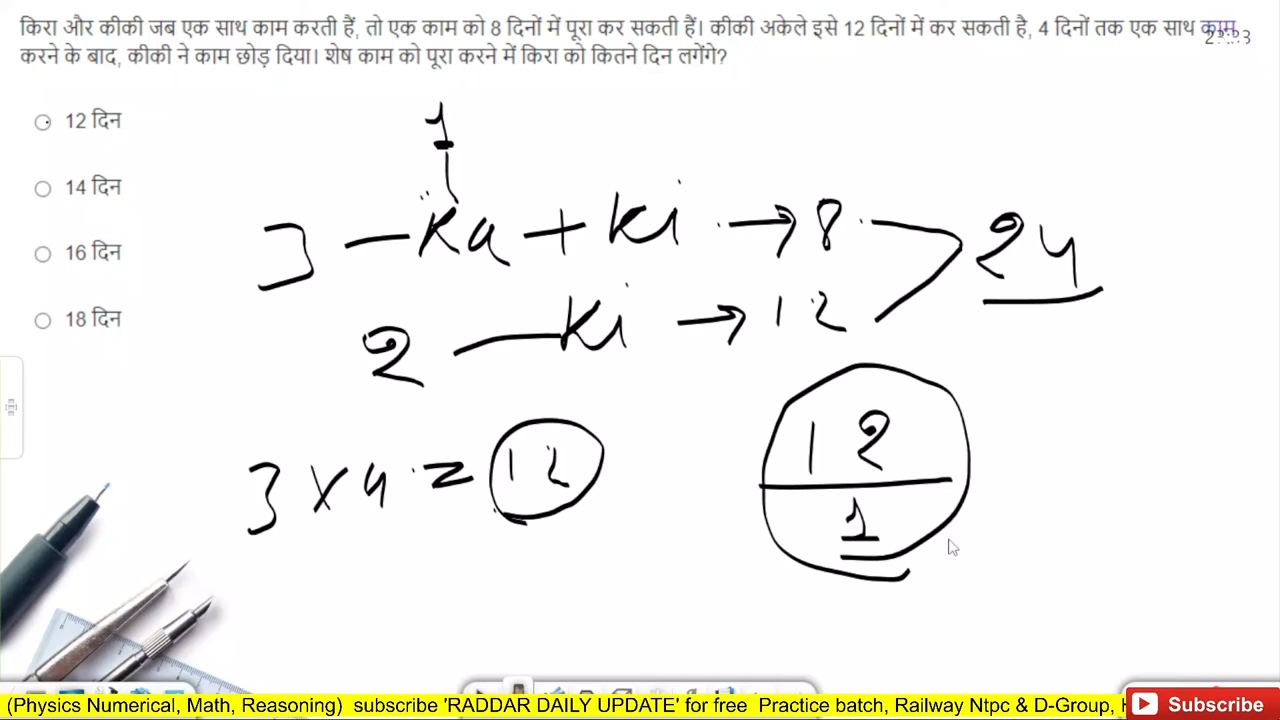 किरा और कीकी जब एक साथ काम करती हैं, तो एक काम को 8 दिनों में पूरा कर सकती हैं। कीकी अकेले इसे 12 दिनों में कर सकती है, 4 दिनों तक एक साथ काम
करने के बाद, कीकी ने काम छोड़ दिया। शेष काम को पूरा करने में किरा को कितने दिन लगेंगे?
12 दिन
14 दिन
16 दिन
18 दिन
1
3 — Ka + Ki → 8
24
2 — Ki → 12
3 x 4 = 12
12
1
(Physics Numerical, Math, Reasoning) subscribe 'RADDAR DAILY UPDATE' for free Practice batch, Railway Ntpc & D-Group,
Subscribe